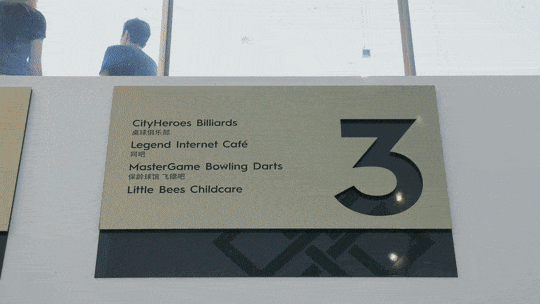 CityHeroes Billiards
桌球俱乐部
Legend Internet Café
网吧
MasterGame Bowling Darts
保龄球馆 飞镖吧
Little Bees Childcare
3